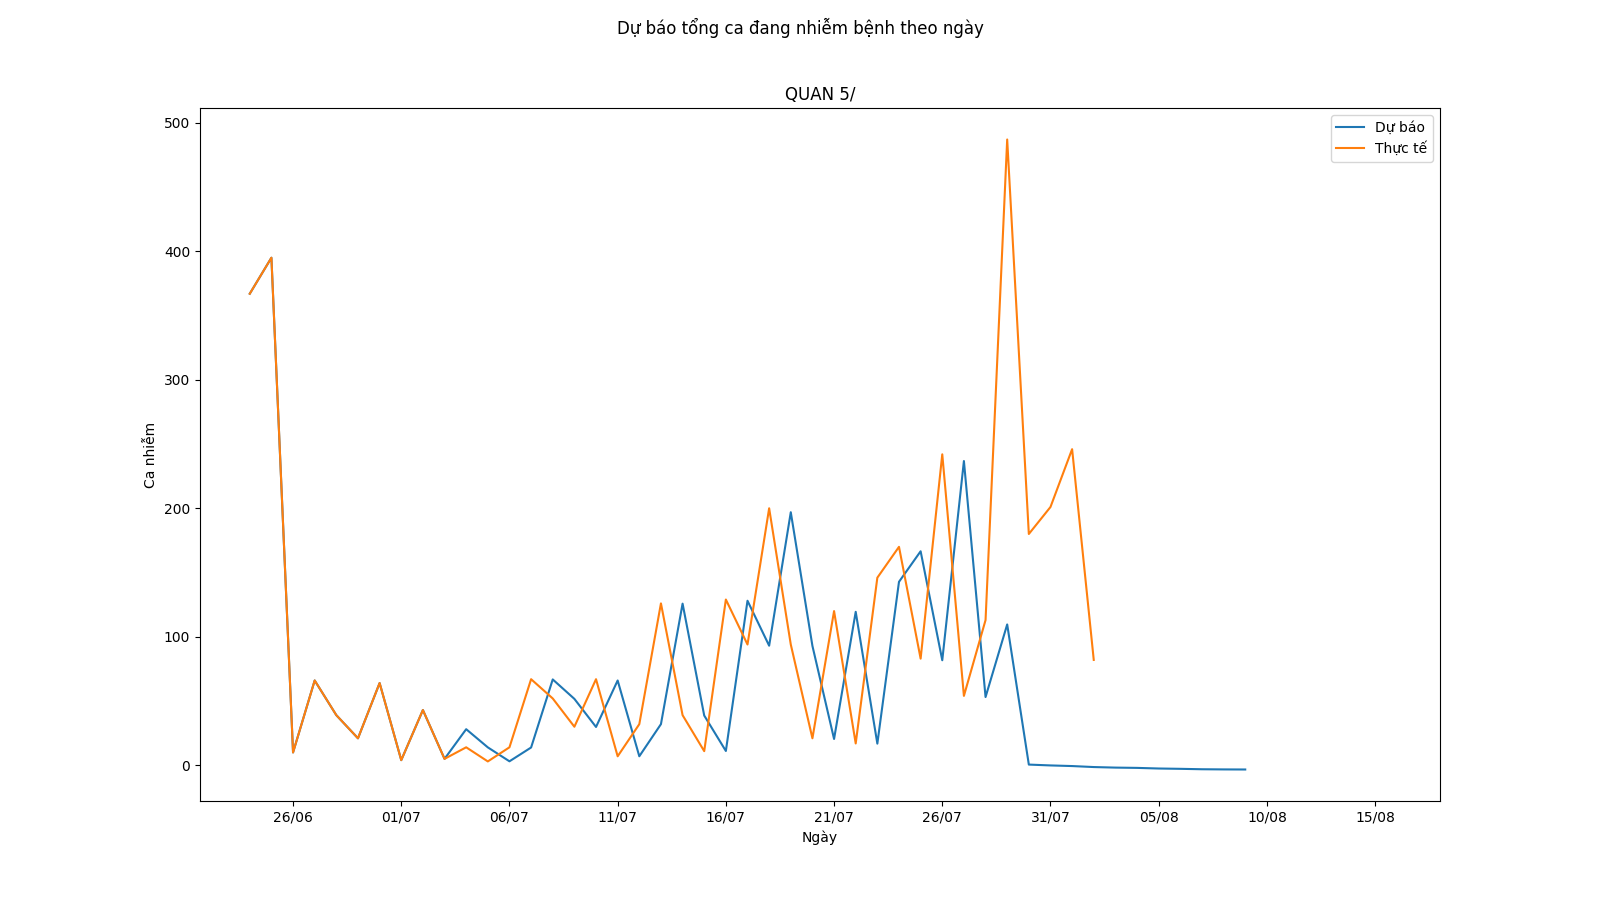 Dự báo tổng ca đang nhiễm bệnh theo ngày
QUAN 5/
Dự báo
Thực tế
Ca nhiễm
500
400
300
200
100
0
26/06
01/07
06/07
11/07
16/07
21/07
26/07
31/07
05/08
10/08
15/08
Ngày